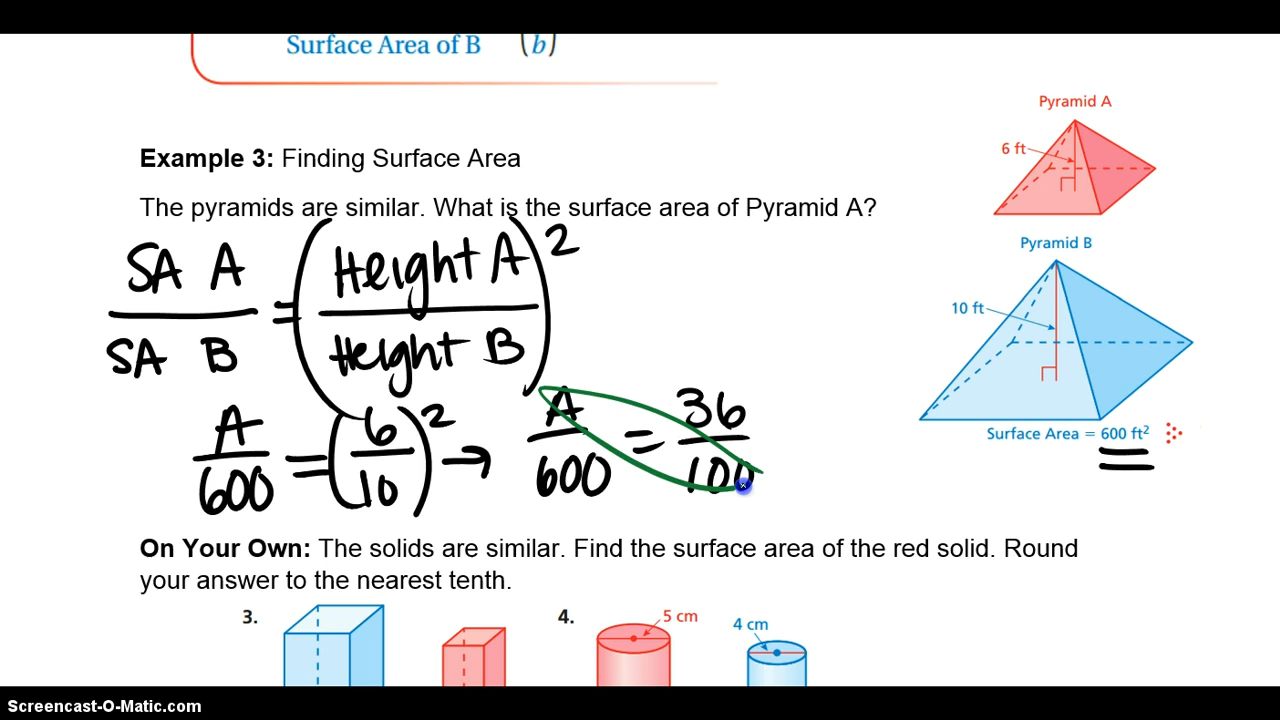 Surface Area of B (b)
Pyramid A
6 ft
Example 3: Finding Surface Area
The pyramids are similar. What is the surface area of Pyramid A?
SA A / SA B = (Height A / Height B)²
Pyramid B
10 ft
Surface Area = 600 ft²
A/600 = (6/10)² → A/600 = 36/100
On Your Own: The solids are similar. Find the surface area of the red solid. Round
your answer to the nearest tenth.
3.
4.
5 cm
4 cm
Screencast-O-Matic.com